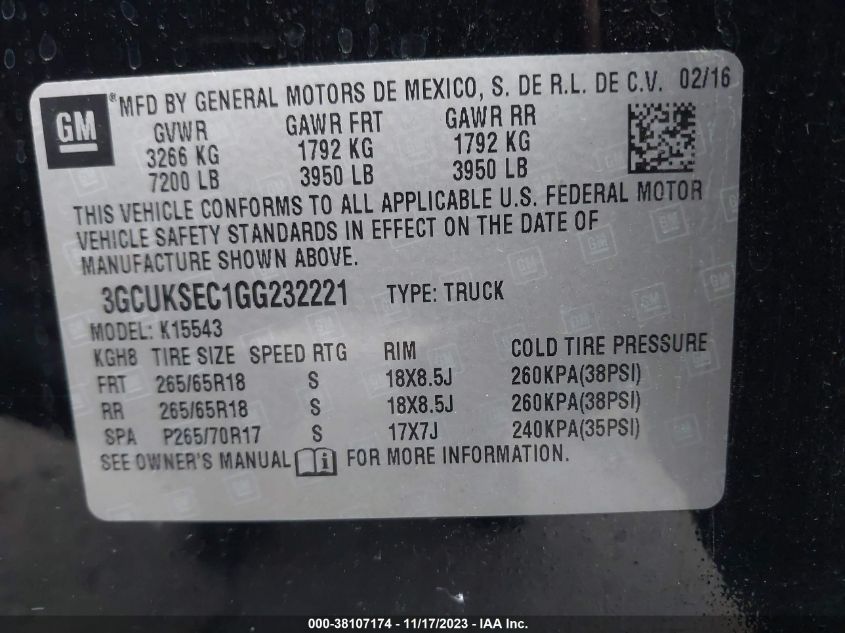 GM
® MFD BY GENERAL MOTORS DE MEXICO, S. DE R.L. DE C.V. 02/16
GVWR GAWR FRT GAWR RR
3266 KG 1792 KG 1792 KG
7200 LB 3950 LB 3950 LB
THIS VEHICLE CONFORMS TO ALL APPLICABLE U.S. FEDERAL MOTOR
VEHICLE SAFETY STANDARDS IN EFFECT ON THE DATE OF
MANUFACTURE SHOWN ABOVE.
3GCUKSEC1GG232221 TYPE: TRUCK
MODEL: K15543
KGH8 TIRE SIZE SPEED RTG RIM COLD TIRE PRESSURE
FRT 265/65R18 S 18X8.5J 260KPA(38PSI)
RR 265/65R18 S 18X8.5J 260KPA(38PSI)
SPA P265/70R17 S 17X7J 240KPA(35PSI)
SEE OWNER'S MANUAL i FOR MORE INFORMATION.
000-38107174 - 11/17/2023 - IAA Inc.